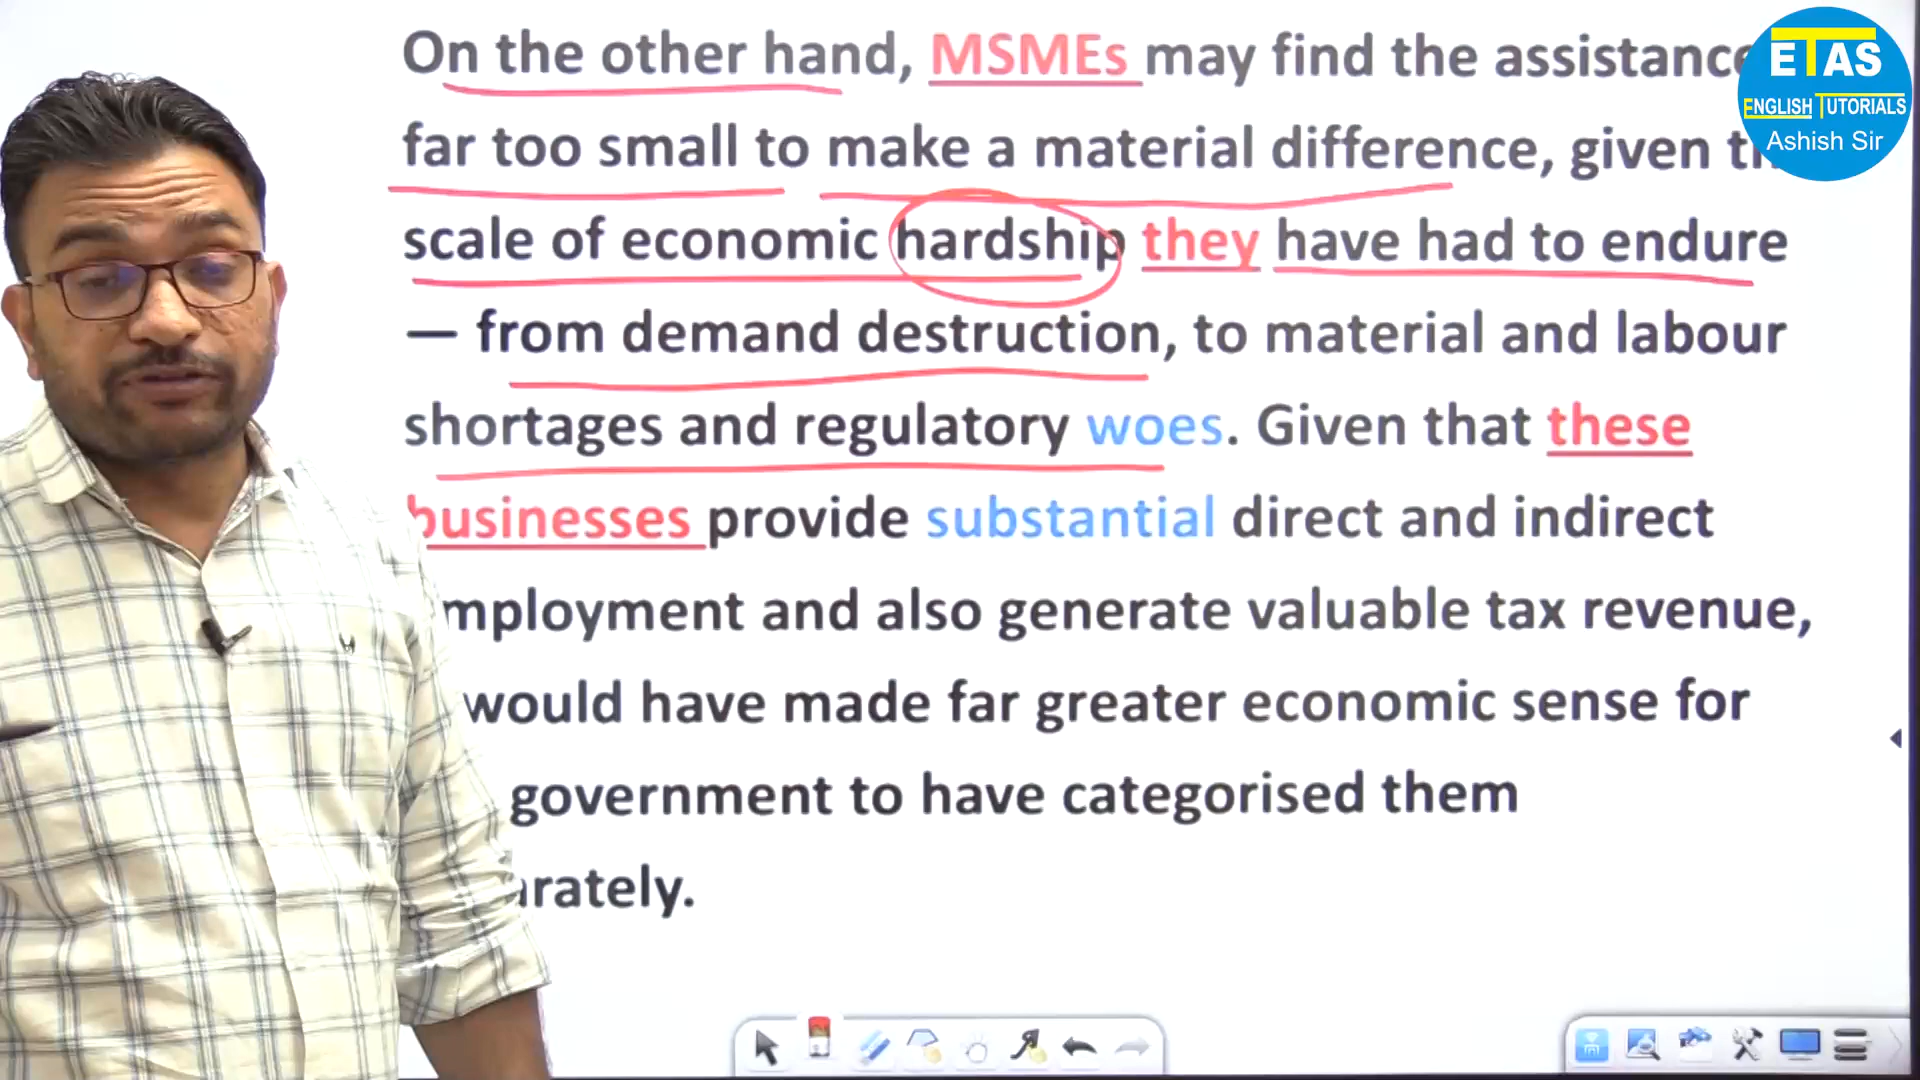 On the other hand, MSMEs may find the assistance
far too small to make a material difference, given
scale of economic hardship they have had to endure
— from demand destruction, to material and labour
shortages and regulatory woes. Given that these
businesses provide substantial direct and indirect
mployment and also generate valuable tax revenue,
would have made far greater economic sense for
government to have categorised them
rately.
ETAS
ENGLISH TUTORIALS
Ashish Sir